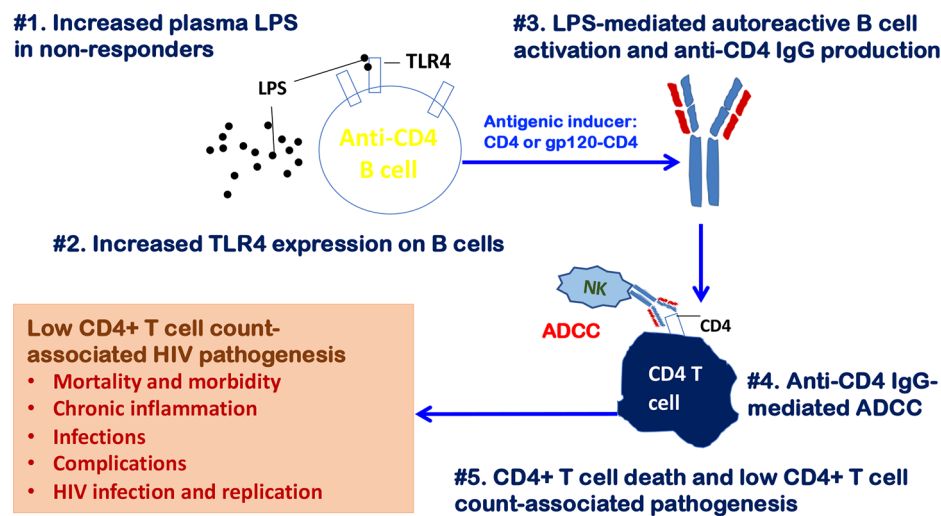 #1. Increased plasma LPS
in non-responders
#3. LPS-mediated autoreactive B cell
activation and anti-CD4 IgG production
TLR4
LPS
Anti-CD4
B cell
Antigenic inducer:
CD4 or gp120-CD4
#2. Increased TLR4 expression on B cells
NK
ADCC
CD4
CD4 T
cell
#4. Anti-CD4 IgG-
mediated ADCC
Low CD4+ T cell count-
associated HIV pathogenesis
• Mortality and morbidity
• Chronic inflammation
• Infections
• Complications
• HIV infection and replication
#5. CD4+ T cell death and low CD4+ T cell
count-associated pathogenesis